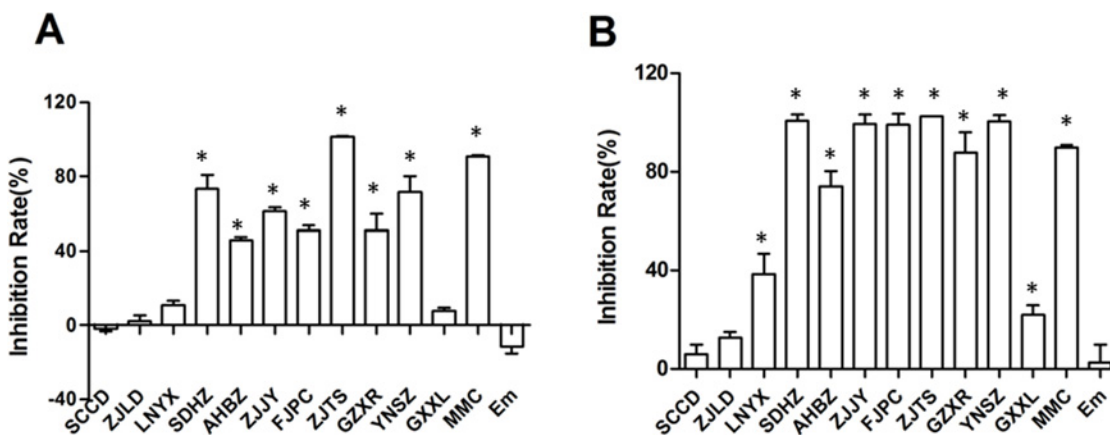 A
Inhibition Rate(%)
120
80
40
0
-40
*
*
*
*
*
*
*
*
SCCD
ZJLD
LNYX
SDHZ
AHBZ
ZJJY
FJPC
ZJTS
GZXR
YNSZ
GXXL
MMC
Em
B
Inhibition Rate(%)
120
80
40
0
*
*
*
*
*
*
*
*
*
*
SCCD
ZJLD
LNYX
SDHZ
AHBZ
ZJJY
FJPC
ZJTS
GZXR
YNSZ
GXXL
MMC
Em